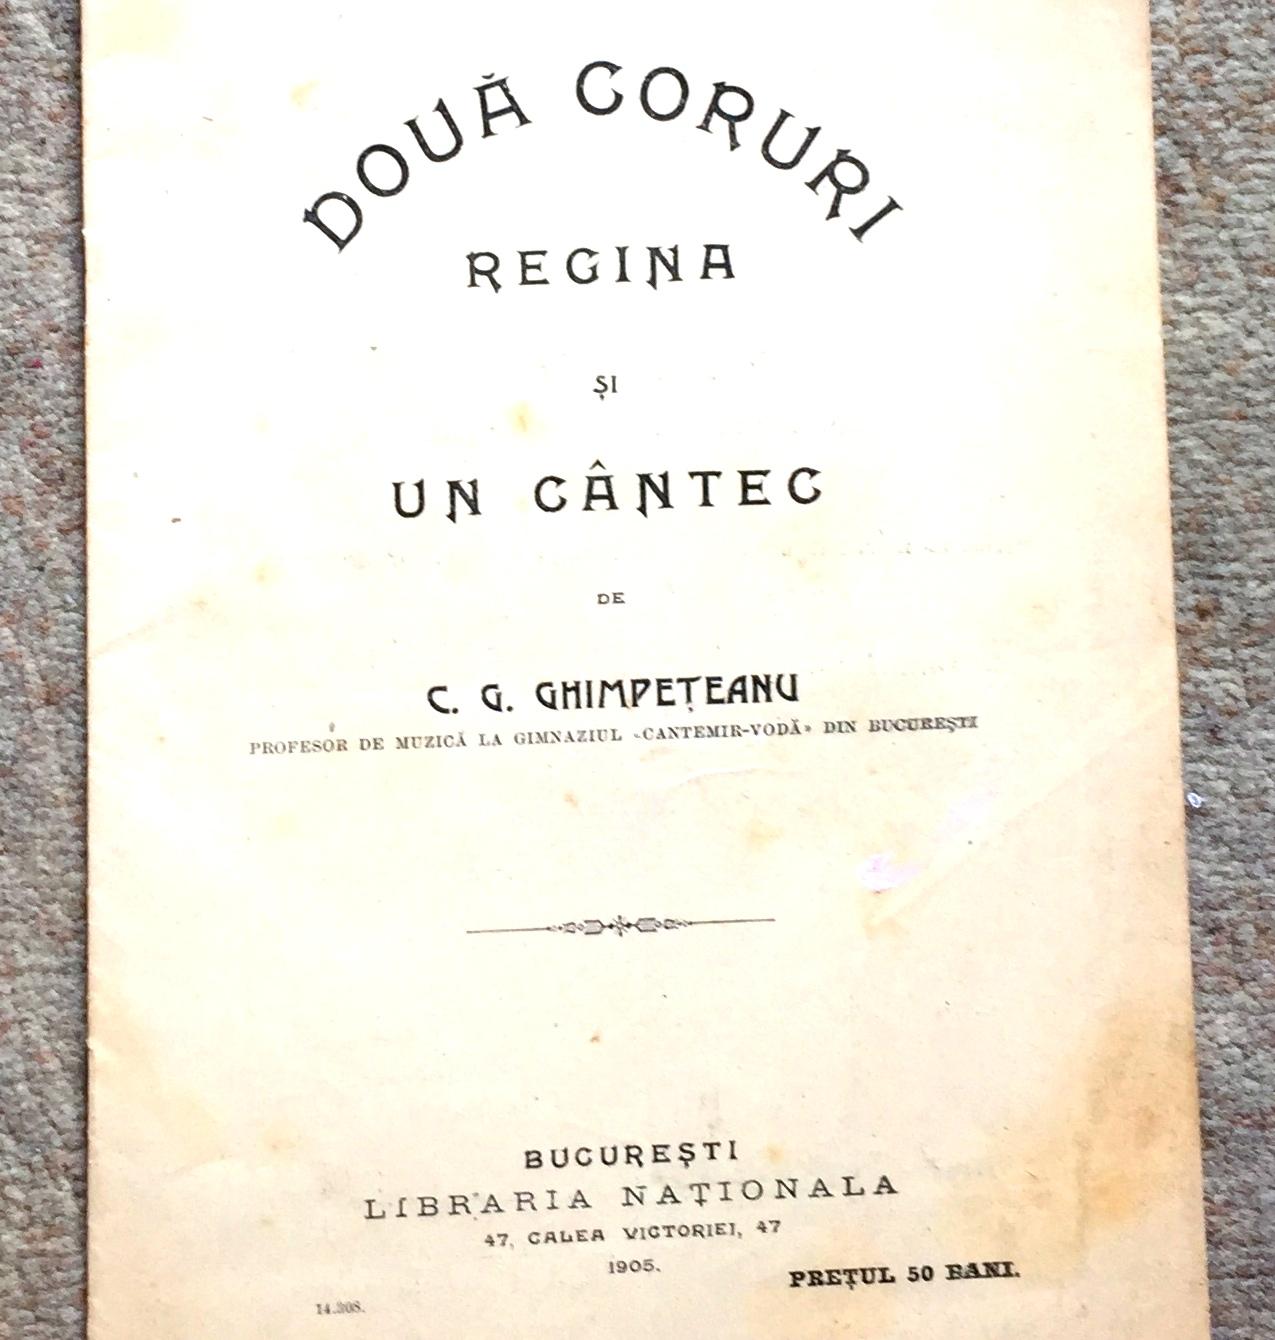 DOUĂ CORURI
REGINA
ȘI
UN CÂNTEC
DE
C. G. GHIMPEȚEANU
PROFESOR DE MUZICĂ LA GIMNAZIUL «CANTEMIR-VODĂ» DIN BUCUREȘTI
BUCUREȘTI
LIBRARIA NAȚIONALA
47, CALEA VICTORIEI, 47
1905.
PREȚUL 50 BANI.